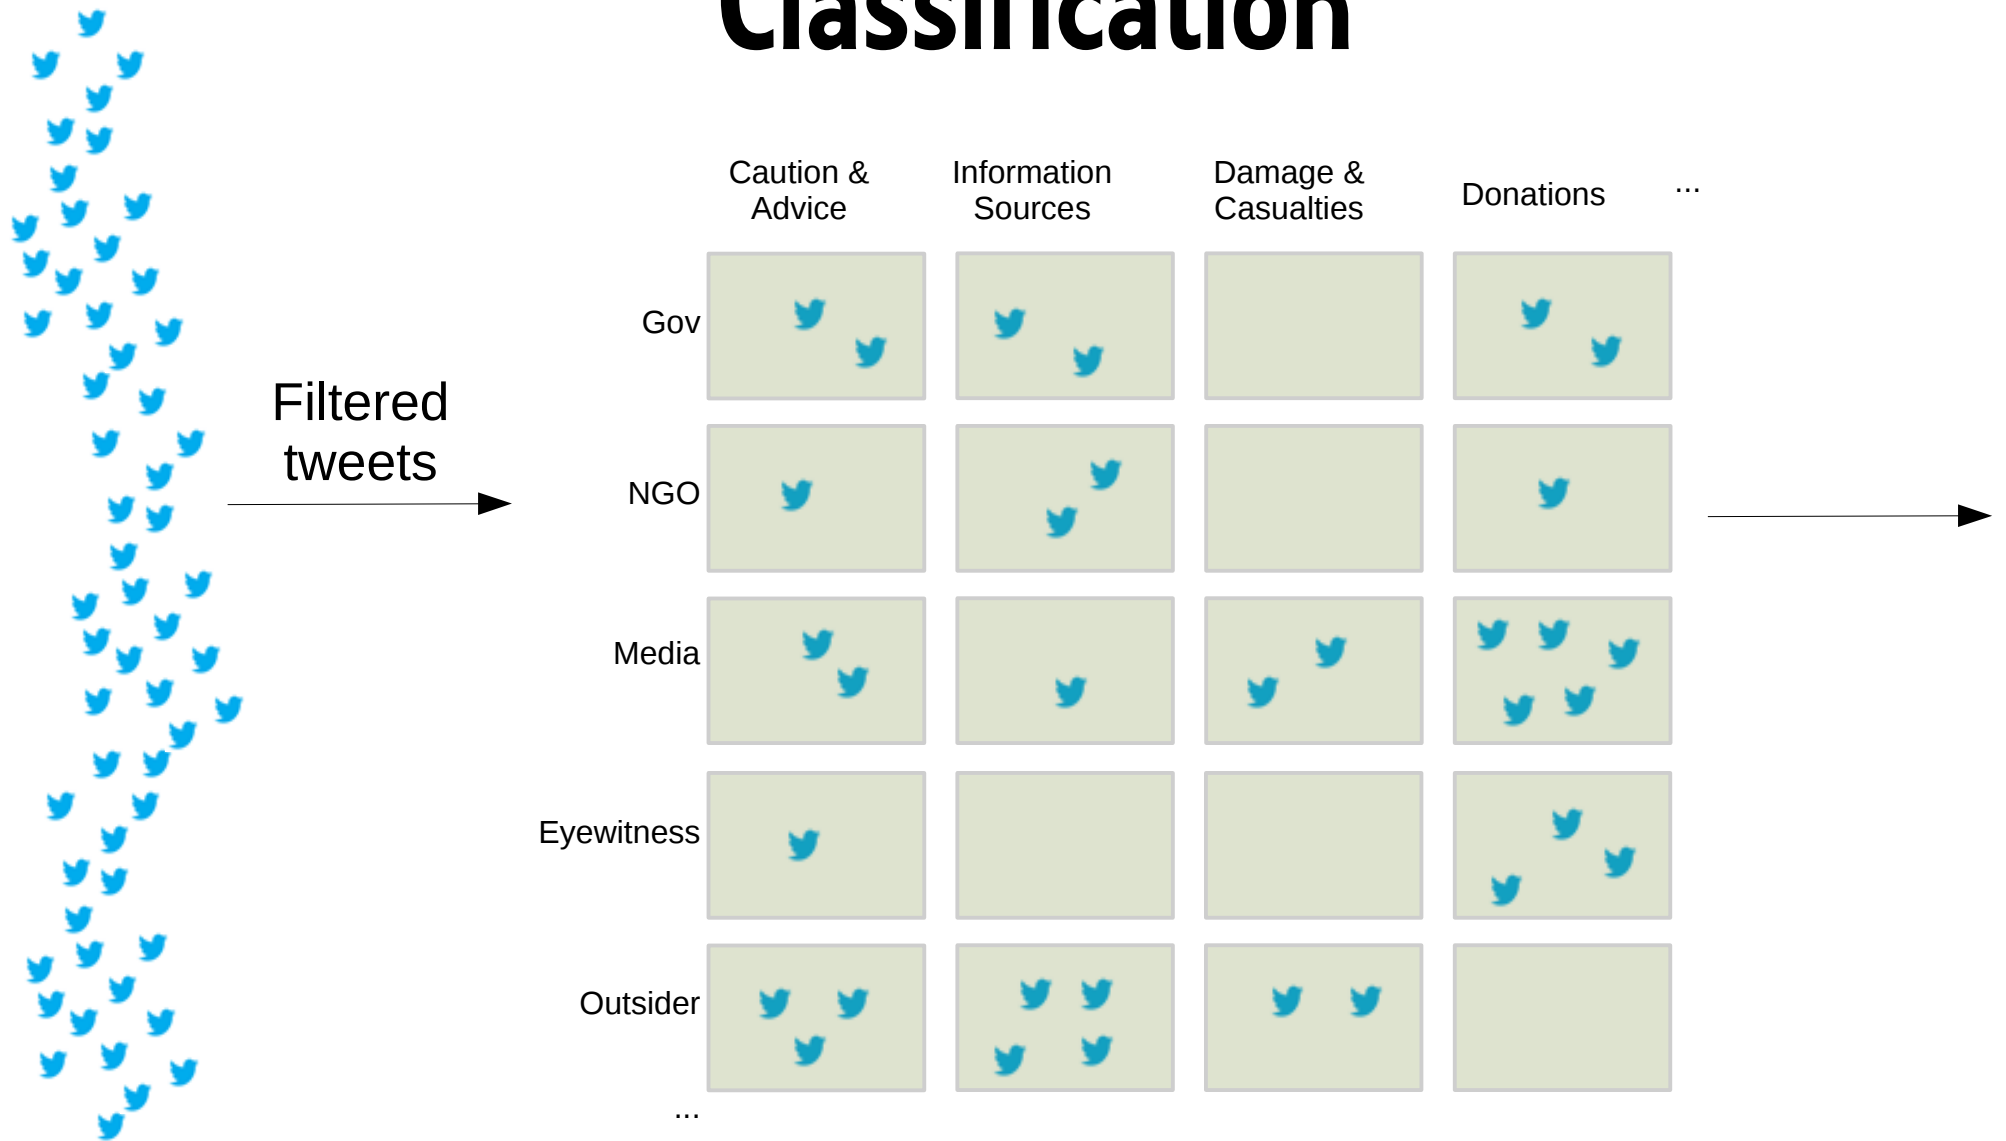 Classification
Caution &
Advice
Information
Sources
Damage &
Casualties
Donations
...
Gov
Filtered
tweets
NGO
Media
Eyewitness
Outsider
...